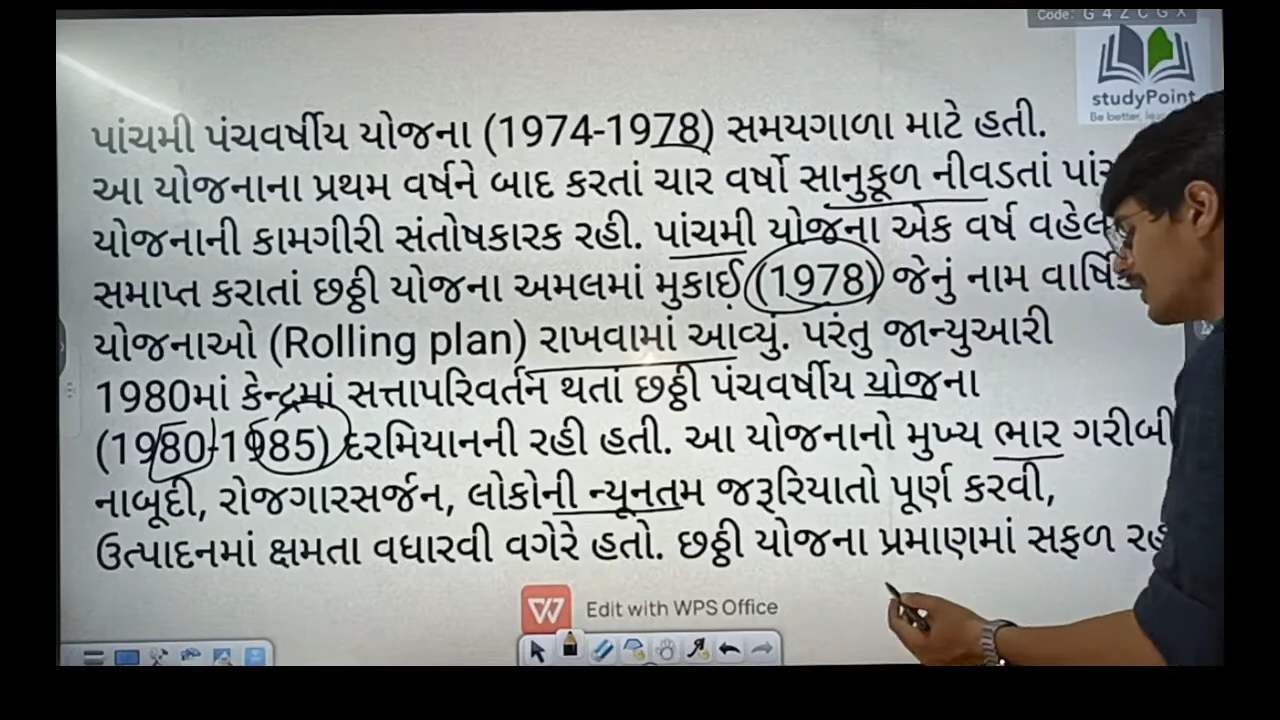 Code: G 4 Z C G X
studyPoint
પાંચમી પંચવર્ષીય યોજના (1974-1978) સમયગાળા માટે હતી.
આ યોજનાના પ્રથમ વર્ષને બાદ કરતાં ચાર વર્ષો સાનુકૂળ નીવડતાં
યોજનાની કામગીરી સંતોષકારક રહી. પાંચમી યોજના એક વર્ષ
સમાપ્ત કરાતાં છઠ્ઠી યોજના અમલમાં મુકાઈ (1978) જેનું નામ
યોજનાઓ (Rolling plan) રાખવામાં આવ્યું. પરંતુ જાન્યુઆરી
1980માં કેન્દ્રમાં સત્તાપરિવર્તન થતાં છઠ્ઠી પંચવર્ષીય યોજના
(1980-1985) દરમિયાનની રહી હતી. આ યોજનાનો મુખ્ય ભાર ગરીબી
નાબૂદી, રોજગારસર્જન, લોકોની ન્યૂનતમ જરૂરિયાતો પૂર્ણ કરવી,
ઉત્પાદનમાં ક્ષમતા વધારવી વગેરે હતો. છઠ્ઠી યોજના પ્રમાણમાં સફળ
Edit with WPS Office